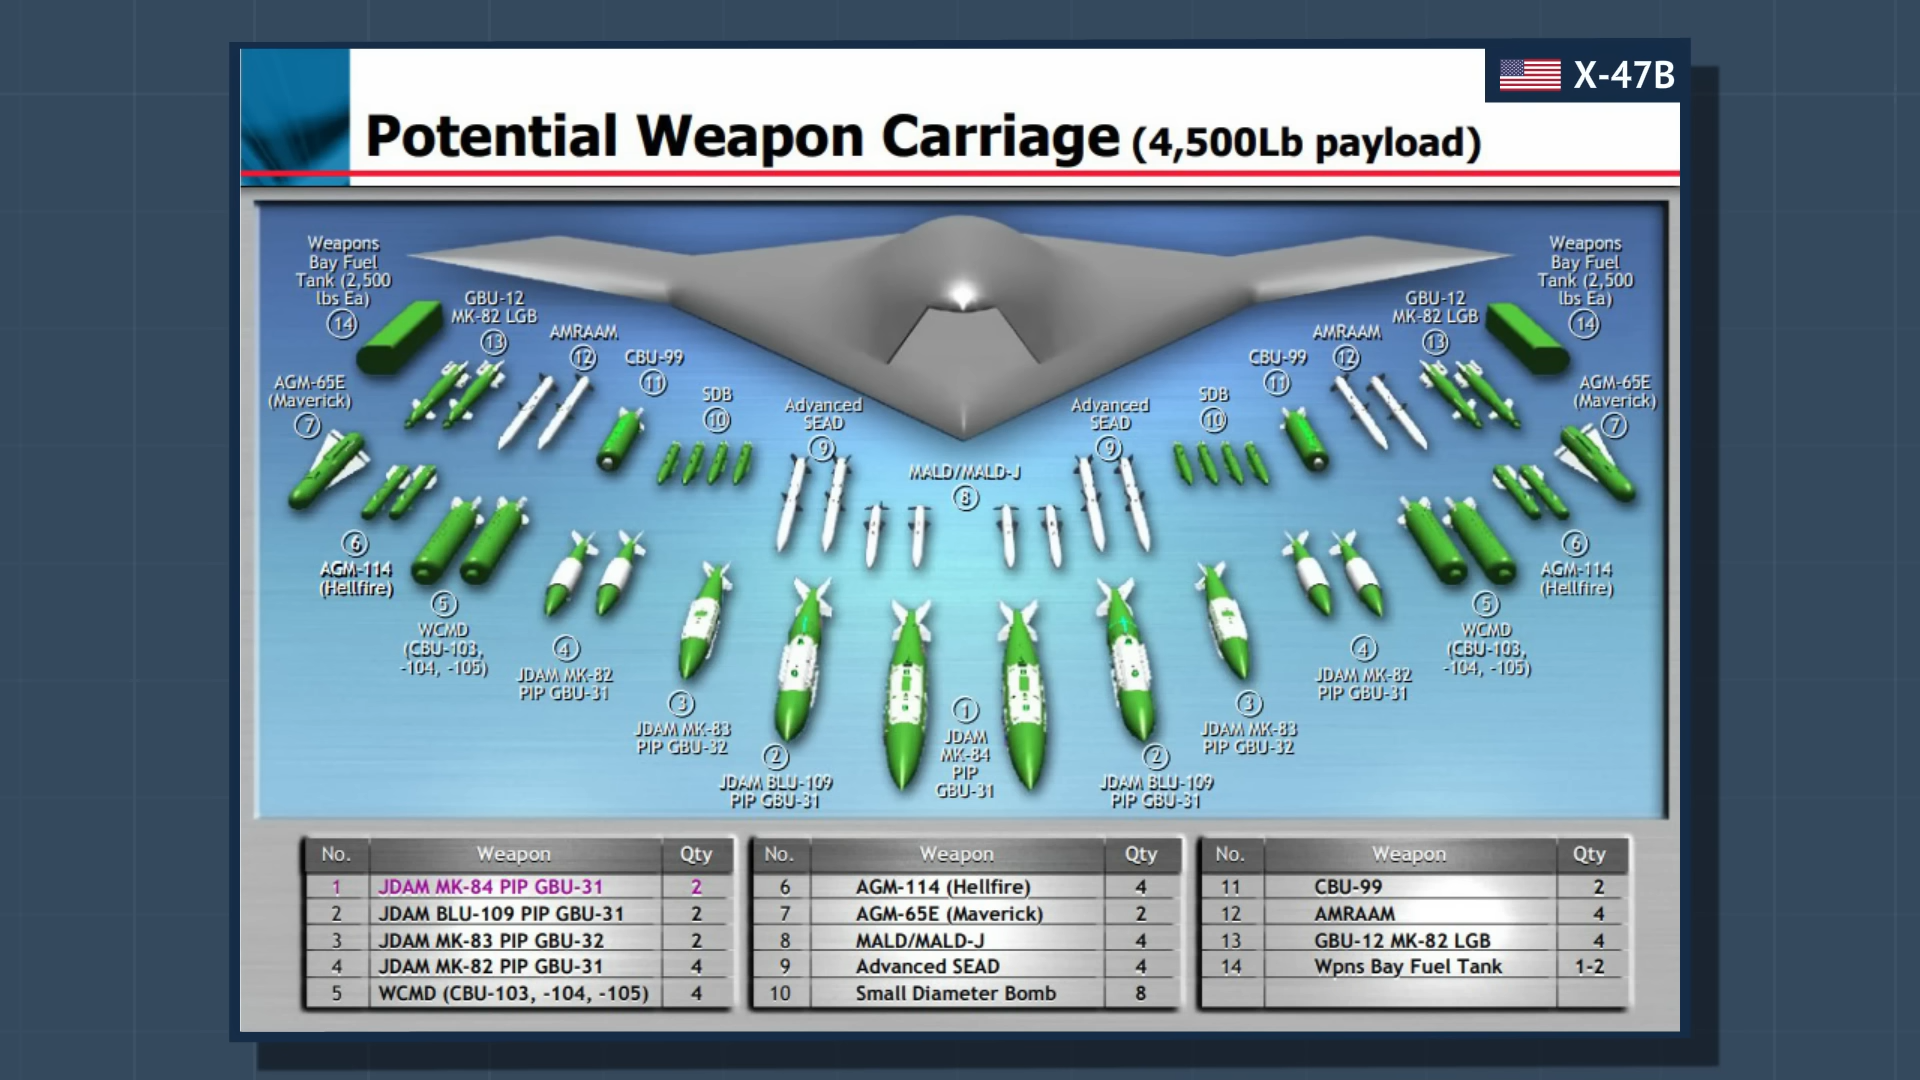 X-47B
Potential Weapon Carriage (4,500Lb payload)
Weapons
Bay Fuel
Tank (2,500
lbs Ea)
14
GBU-12
MK-82 LGB
13
AMRAAM
12
CBU-99
11
SDB
10
Advanced
SEAD
9
MALD/MALD-J
8
Advanced
SEAD
9
SDB
10
CBU-99
11
AMRAAM
12
GBU-12
MK-82 LGB
13
Weapons
Bay Fuel
Tank (2,500
lbs Ea)
14
AGM-65E
(Maverick)
7
AGM-65E
(Maverick)
7
6
AGM-114
(Hellfire)
5
WCMD
(CBU-103,
-104, -105)
4
JDAM MK-82
PIP GBU-31
3
JDAM MK-83
PIP GBU-32
2
JDAM BLU-109
PIP GBU-31
1
JDAM
MK-84
PIP
GBU-31
2
JDAM BLU-109
PIP GBU-31
3
JDAM MK-83
PIP GBU-32
4
JDAM MK-82
PIP GBU-31
5
WCMD
(CBU-103,
-104, -105)
6
AGM-114
(Hellfire)
No. Weapon Qty
1 JDAM MK-84 PIP GBU-31 2
2 JDAM BLU-109 PIP GBU-31 2
3 JDAM MK-83 PIP GBU-32 2
4 JDAM MK-82 PIP GBU-31 4
5 WCMD (CBU-103, -104, -105) 4
No. Weapon Qty
6 AGM-114 (Hellfire) 4
7 AGM-65E (Maverick) 2
8 MALD/MALD-J 4
9 Advanced SEAD 4
10 Small Diameter Bomb 8
No. Weapon Qty
11 CBU-99 2
12 AMRAAM 4
13 GBU-12 MK-82 LGB 4
14 Wpns Bay Fuel Tank 1-2